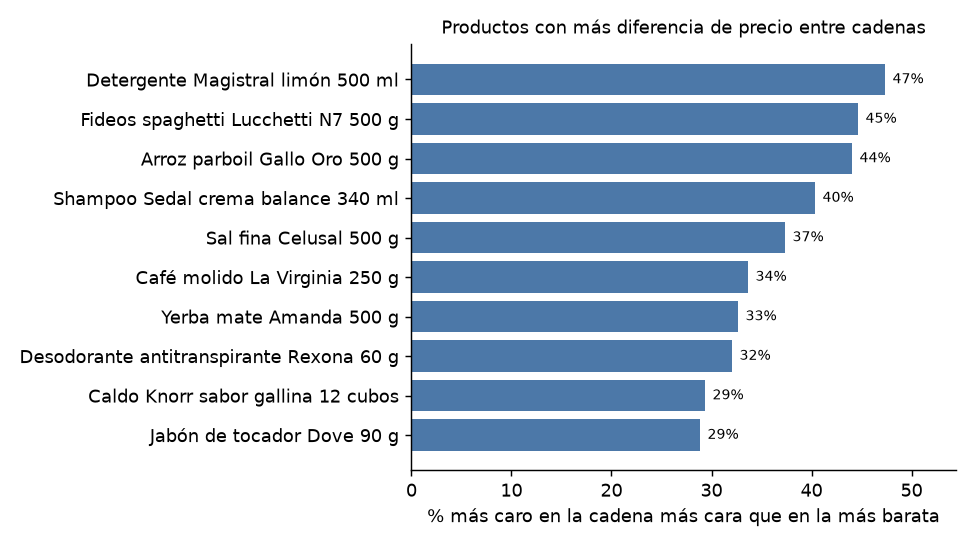 Productos con más diferencia de precio entre cadenas
Detergente Magistral limón 500 ml 47%
Fideos spaghetti Lucchetti N7 500 g 45%
Arroz parboil Gallo Oro 500 g 44%
Shampoo Sedal crema balance 340 ml 40%
Sal fina Celusal 500 g 37%
Café molido La Virginia 250 g 34%
Yerba mate Amanda 500 g 33%
Desodorante antitranspirante Rexona 60 g 32%
Caldo Knorr sabor gallina 12 cubos 29%
Jabón de tocador Dove 90 g 29%
0 10 20 30 40 50
% más caro en la cadena más cara que en la más barata